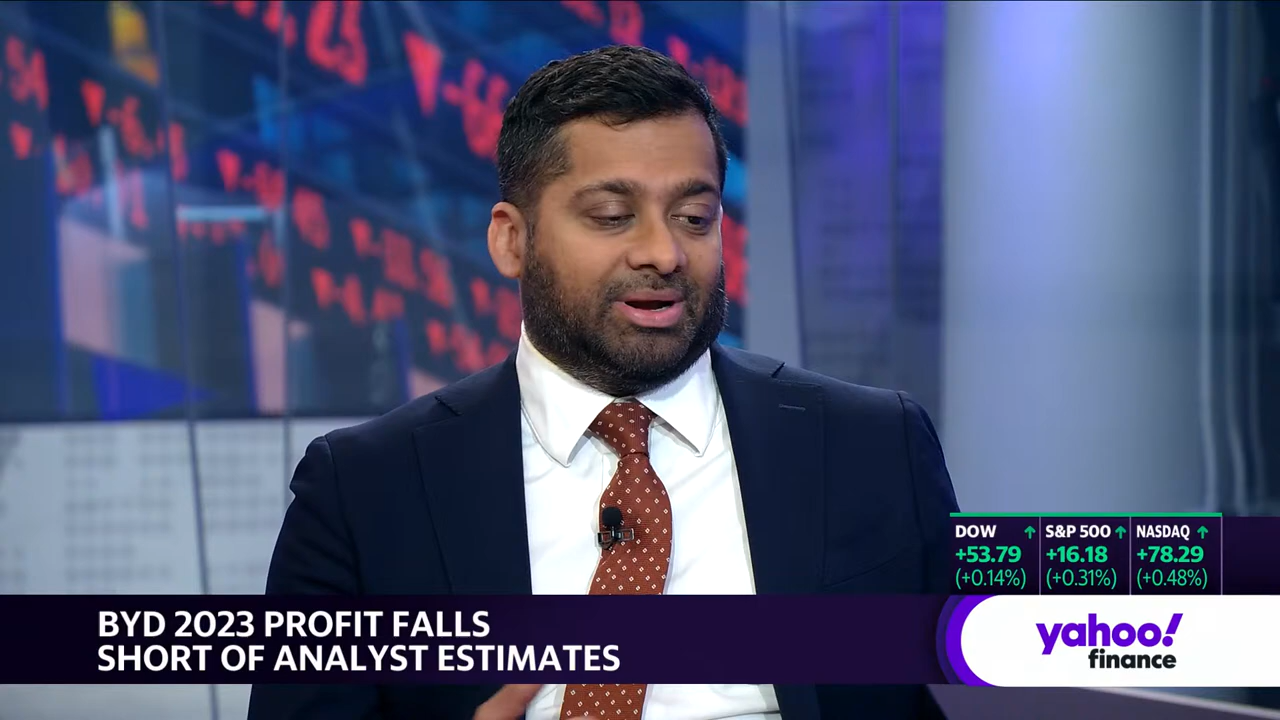 DOW ↑
+53.79
(+0.14%)
S&P 500 ↑
+16.18
(+0.31%)
NASDAQ ↑
+78.29
(+0.48%)
BYD 2023 PROFIT FALLS
SHORT OF ANALYST ESTIMATES
yahoo!
finance